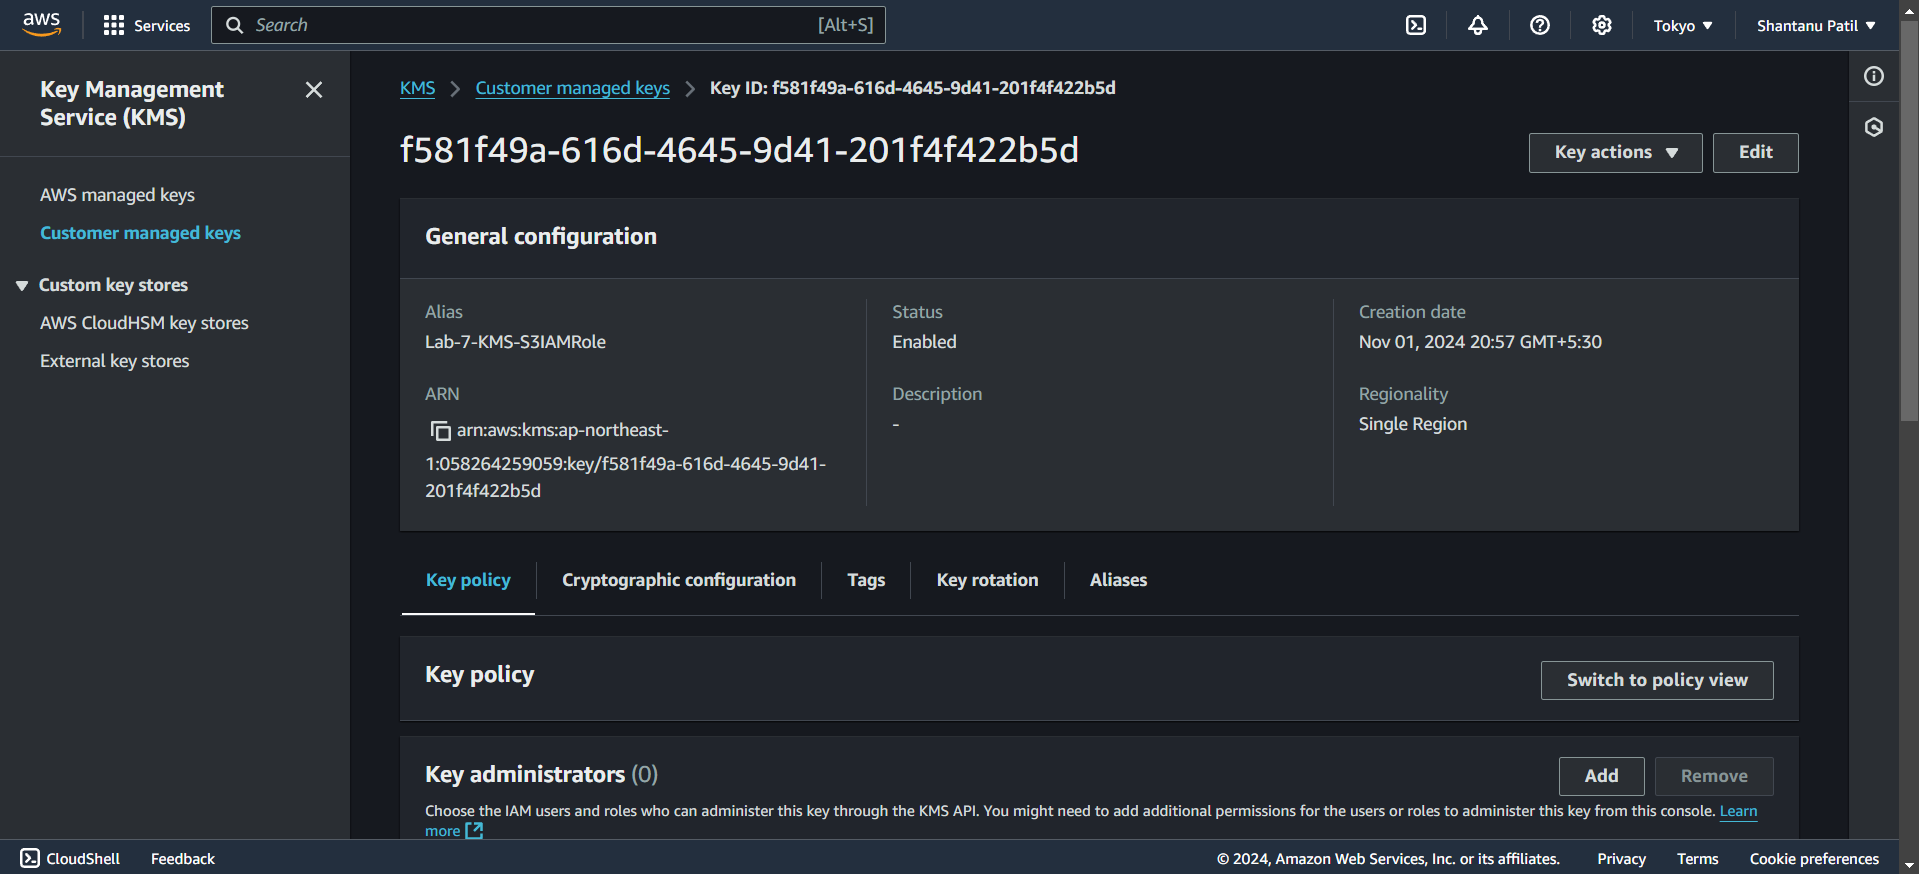 aws
Services
Search [Alt+S]
Tokyo ▼
Shantanu Patil ▼
Key Management
Service (KMS)
AWS managed keys
Customer managed keys
Custom key stores
AWS CloudHSM key stores
External key stores
KMS > Customer managed keys > Key ID: f581f49a-616d-4645-9d41-201f4f422b5d
f581f49a-616d-4645-9d41-201f4f422b5d
Key actions ▼
Edit
General configuration
Alias
Lab-7-KMS-S3IAMRole
ARN
arn:aws:kms:ap-northeast-
1:058264259059:key/f581f49a-616d-4645-9d41-
201f4f422b5d
Status
Enabled
Description
-
Creation date
Nov 01, 2024 20:57 GMT+5:30
Regionality
Single Region
Key policy
Cryptographic configuration
Tags
Key rotation
Aliases
Key policy
Switch to policy view
Key administrators (0)
Add
Remove
Choose the IAM users and roles who can administer this key through the KMS API. You might need to add additional permissions for the users or roles to administer this key from this console. Learn
more
CloudShell
Feedback
© 2024, Amazon Web Services, Inc. or its affiliates.
Privacy
Terms
Cookie preferences